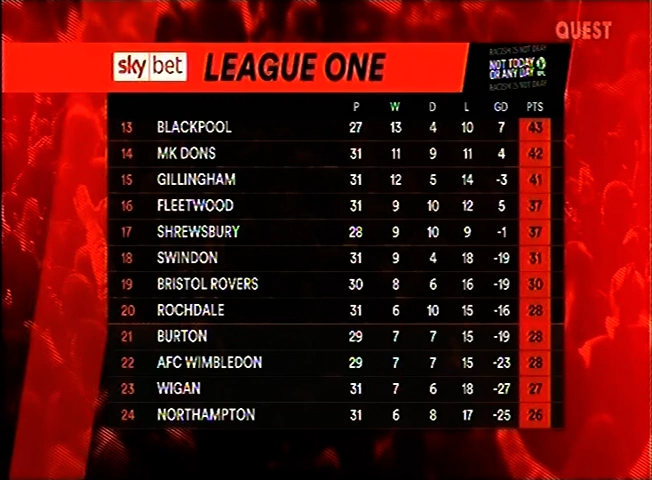 QUEST
RACISM IS NOT OKAY
sky bet LEAGUE ONE NOT TODAY
OR ANY DAY EFL
RACISM IS NOT OKAY
P W D L GD PTS
13 BLACKPOOL 27 13 4 10 7 43
14 MK DONS 31 11 9 11 4 42
15 GILLINGHAM 31 12 5 14 -3 41
16 FLEETWOOD 31 9 10 12 5 37
17 SHREWSBURY 28 9 10 9 -1 37
18 SWINDON 31 9 4 18 -19 31
19 BRISTOL ROVERS 30 8 6 16 -19 30
20 ROCHDALE 31 6 10 15 -16 28
21 BURTON 29 7 7 15 -19 28
22 AFC WIMBLEDON 29 7 7 15 -23 28
23 WIGAN 31 7 6 18 -27 27
24 NORTHAMPTON 31 6 8 17 -25 26